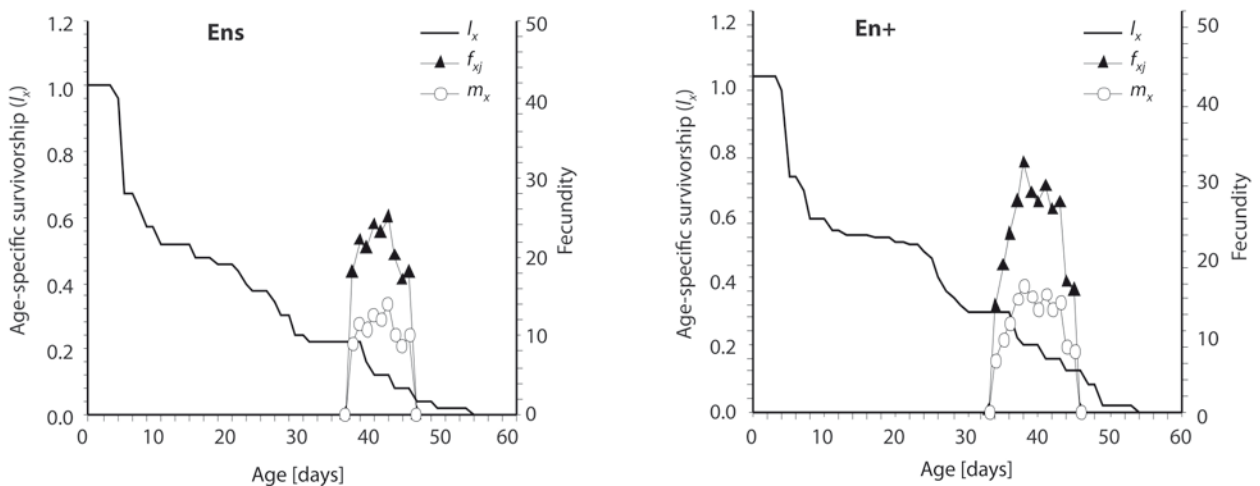 Ens
l_x
f_xj
m_x
1.2
1.0
0.8
0.6
0.4
0.2
0.0
50
40
30
20
10
0
0 10 20 30 40 50 60
Age-specific survivorship (l_x)
Fecundity
Age [days]
En+
l_x
f_xj
m_x
1.2
1.0
0.8
0.6
0.4
0.2
0.0
50
40
30
20
10
0
0 10 20 30 40 50 60
Age-specific survivorship (l_x)
Fecundity
Age [days]